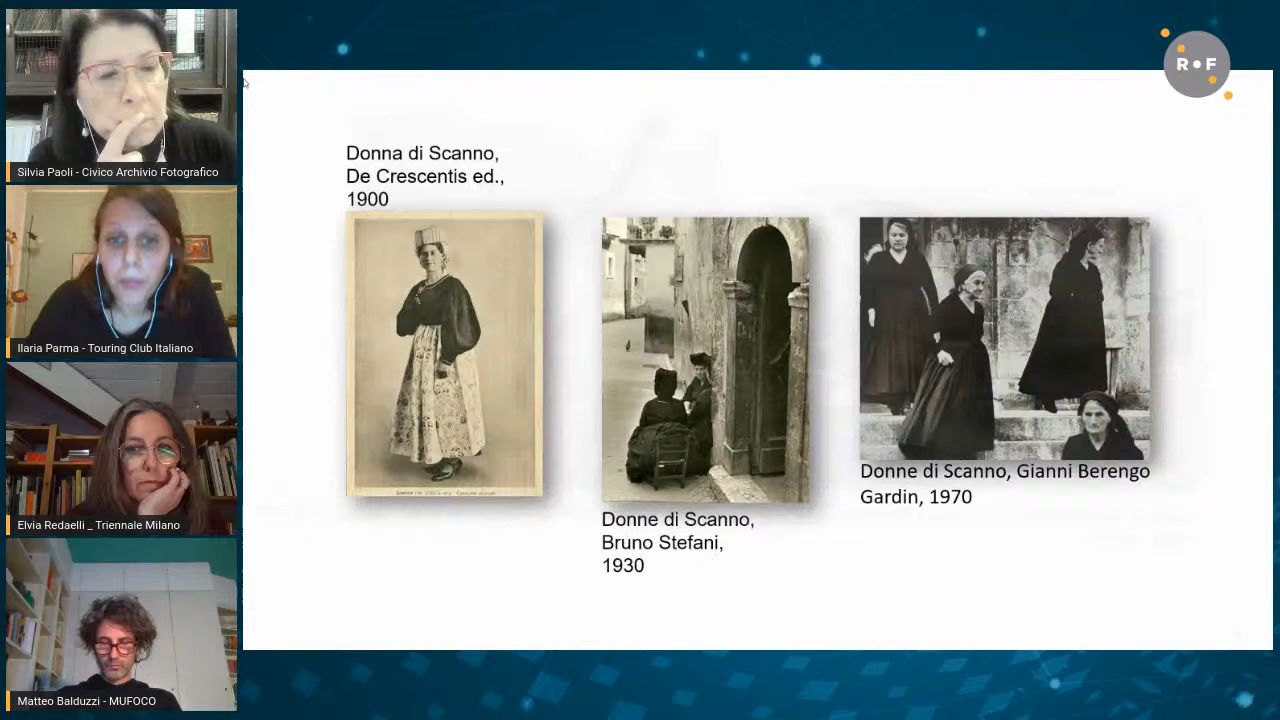 Silvia Paoli - Civico Archivio Fotografico
Ilaria Parma - Touring Club Italiano
Elvia Redaelli _ Triennale Milano
Matteo Balduzzi - MUFOCO
R•F
Donna di Scanno,
De Crescentis ed.,
1900
Donne di Scanno,
Bruno Stefani,
1930
Donne di Scanno, Gianni Berengo
Gardin, 1970